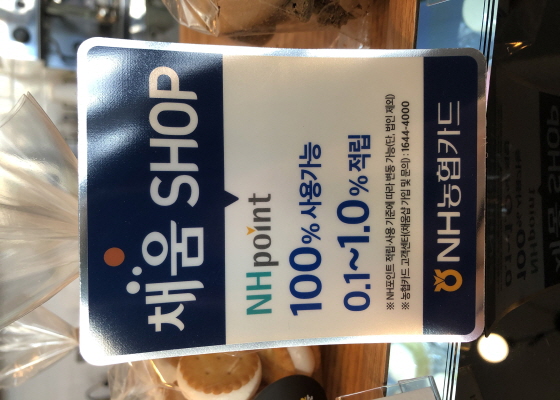 채움 SHOP
NHpoint
100% 사용가능
0.1~1.0% 적립
※ NH포인트 적립 사용 기준에 따라 변동 가능(단, 법인 제외)
※ 농협카드 고객센터(채움샵 가입 및 문의) : 1644-4000
NH농협카드